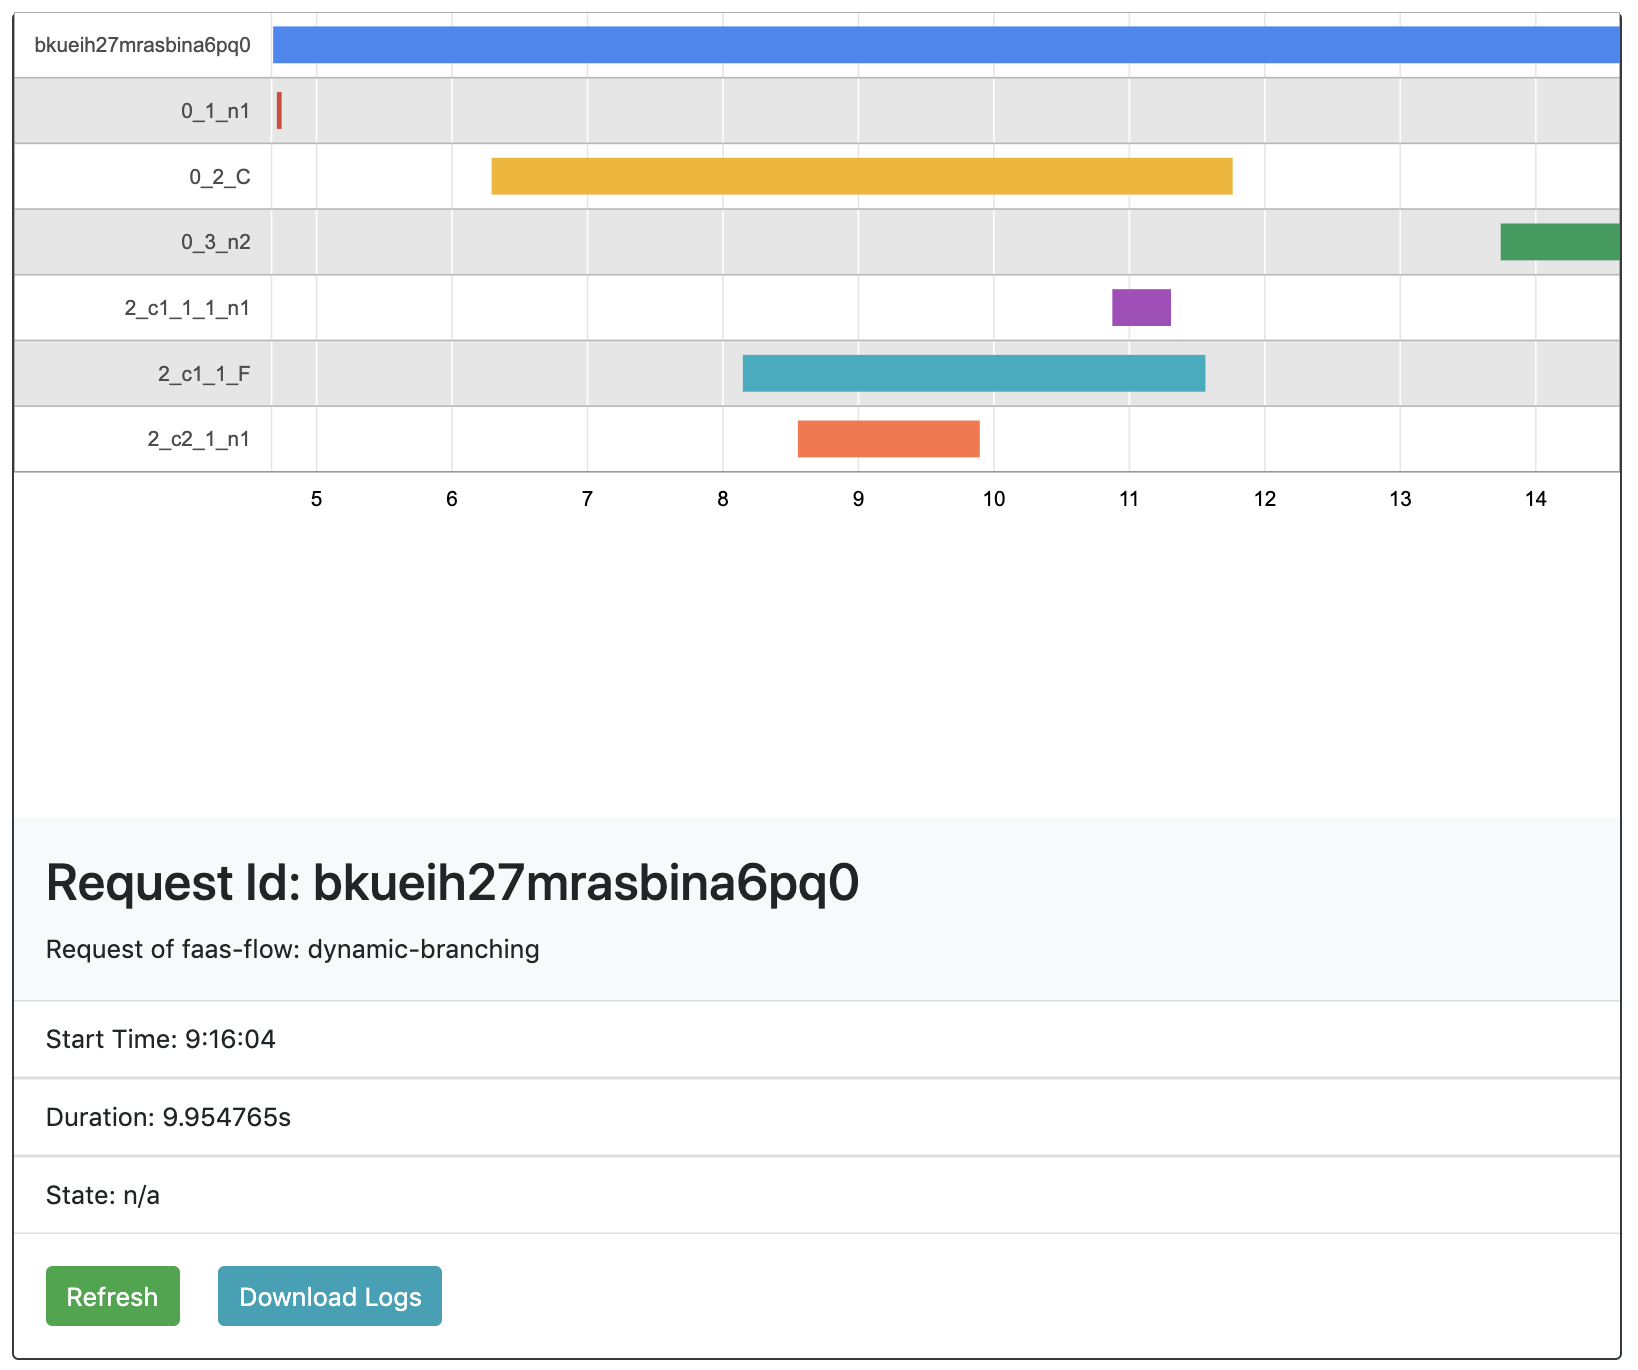 bkueih27mrasbina6pq0
0_1_n1
0_2_C
0_3_n2
2_c1_1_1_n1
2_c1_1_F
2_c2_1_n1
5 6 7 8 9 10 11 12 13 14
Request Id: bkueih27mrasbina6pq0
Request of faas-flow: dynamic-branching
Start Time: 9:16:04
Duration: 9.954765s
State: n/a
Refresh Download Logs